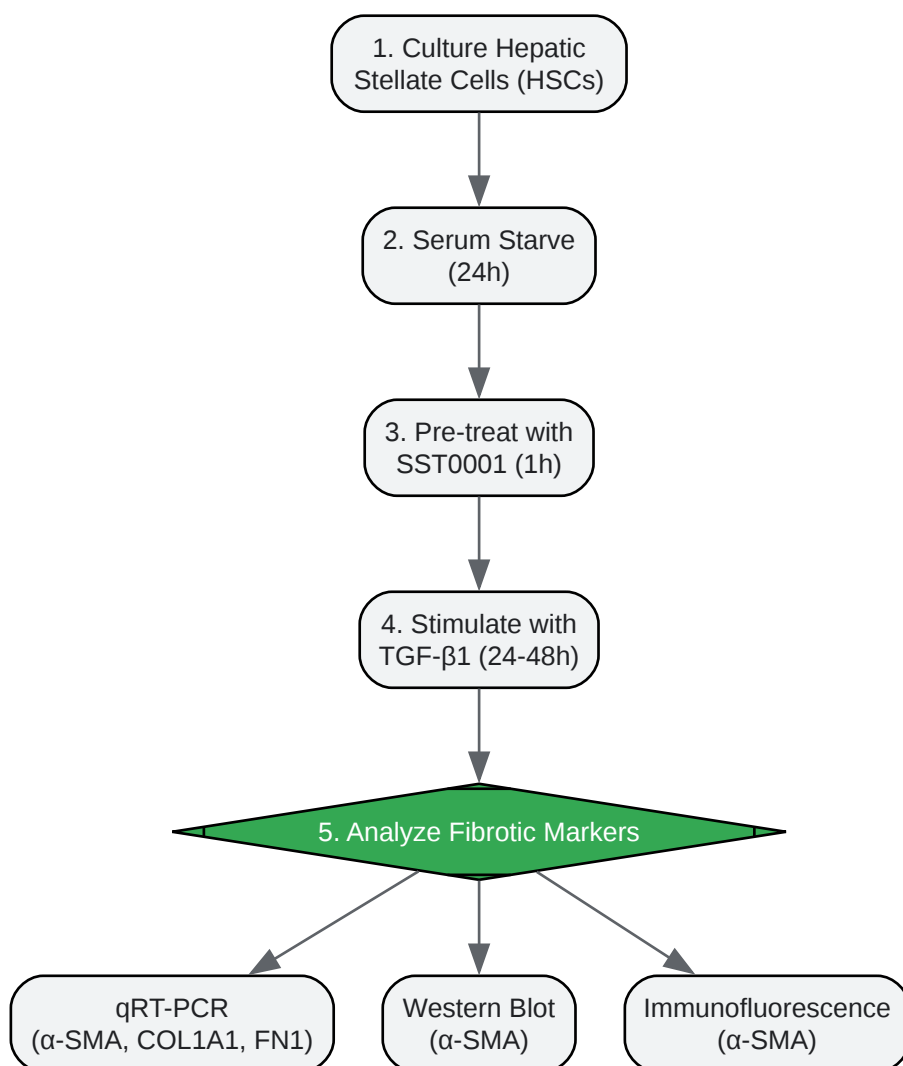 1. Culture Hepatic
Stellate Cells (HSCs)
2. Serum Starve
(24h)
3. Pre-treat with
SST0001 (1h)
4. Stimulate with
TGF-β1 (24-48h)
5. Analyze Fibrotic Markers
qRT-PCR
(α-SMA, COL1A1, FN1)
Western Blot
(α-SMA)
Immunofluorescence
(α-SMA)